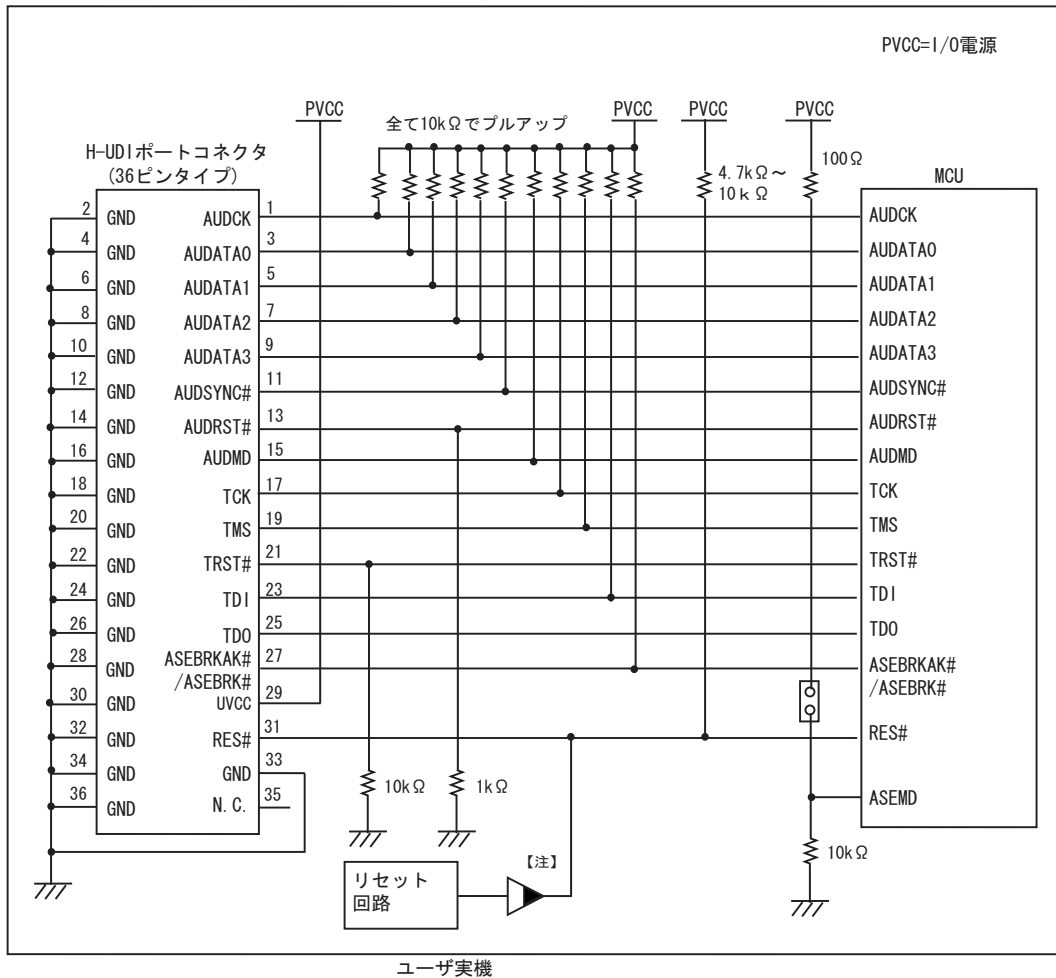 PVCC=I/O電源
PVCC
全て10kΩでプルアップ
PVCC
PVCC
PVCC
H-UDIポートコネクタ
(36ピンタイプ)
4.7kΩ～
10kΩ
100Ω
MCU
2 GND AUDCK 1 AUDCK
4 GND AUDATA0 3 AUDATA0
6 GND AUDATA1 5 AUDATA1
8 GND AUDATA2 7 AUDATA2
10 GND AUDATA3 9 AUDATA3
12 GND AUDSYNC# 11 AUDSYNC#
14 GND AUDRST# 13 AUDRST#
16 GND AUDMD 15 AUDMD
18 GND TCK 17 TCK
20 GND TMS 19 TMS
22 GND TRST# 21 TRST#
24 GND TDI 23 TDI
26 GND TDO 25 TDO
28 GND ASEBRKAK# 27 ASEBRKAK#
/ASEBRK# /ASEBRK#
30 GND UVCC 29
32 GND RES# 31 RES#
34 GND GND 33
36 GND N.C. 35
10kΩ
1kΩ
ASEMD
10kΩ
【注】
リセット
回路
ユーザ実機